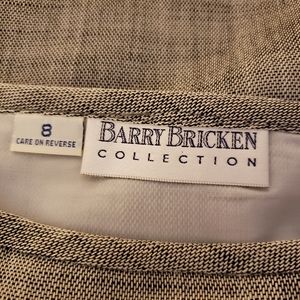 8
CARE ON REVERSE
BARRY BRICKEN
COLLECTION